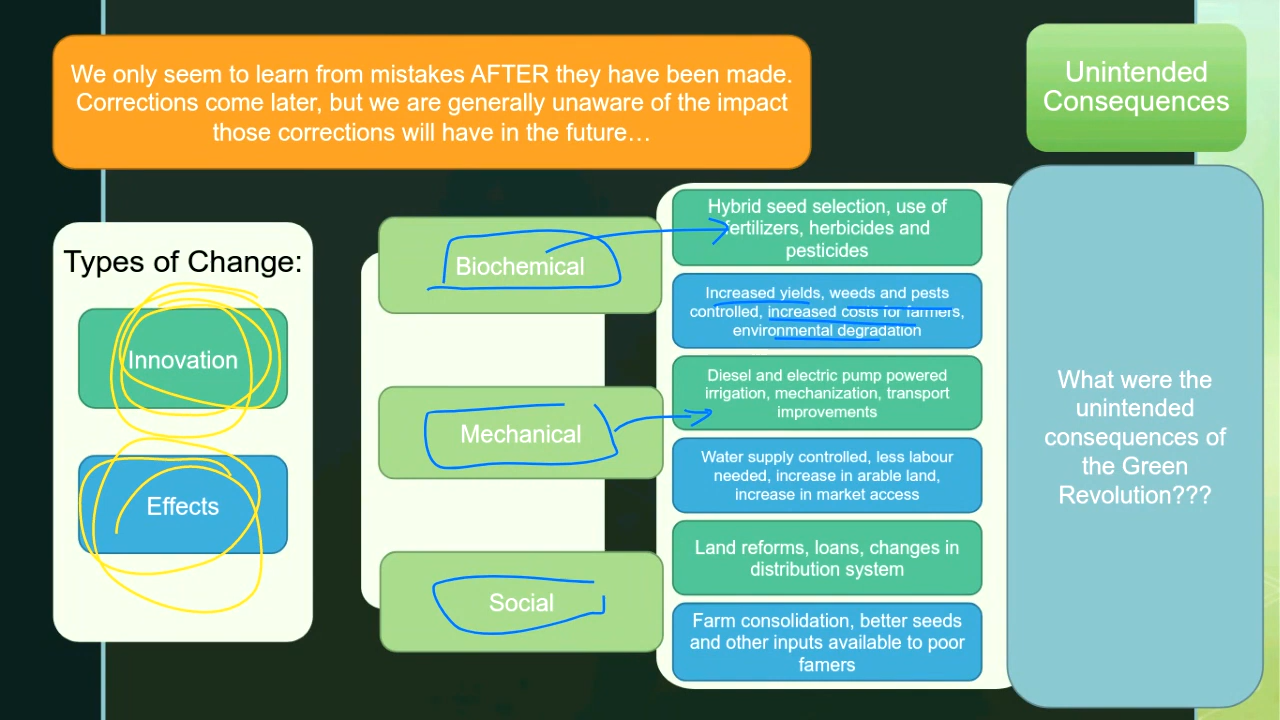 We only seem to learn from mistakes AFTER they have been made.
Corrections come later, but we are generally unaware of the impact
those corrections will have in the future…
Unintended
Consequences
Types of Change:
Innovation
Effects
Biochemical
Mechanical
Social
Hybrid seed selection, use of
fertilizers, herbicides and
pesticides
Increased yields, weeds and pests
controlled, increased costs for farmers,
environmental degradation
Diesel and electric pump powered
irrigation, mechanization, transport
improvements
Water supply controlled, less labour
needed, increase in arable land,
increase in market access
Land reforms, loans, changes in
distribution system
Farm consolidation, better seeds
and other inputs available to poor
famers
What were the
unintended
consequences of
the Green
Revolution???